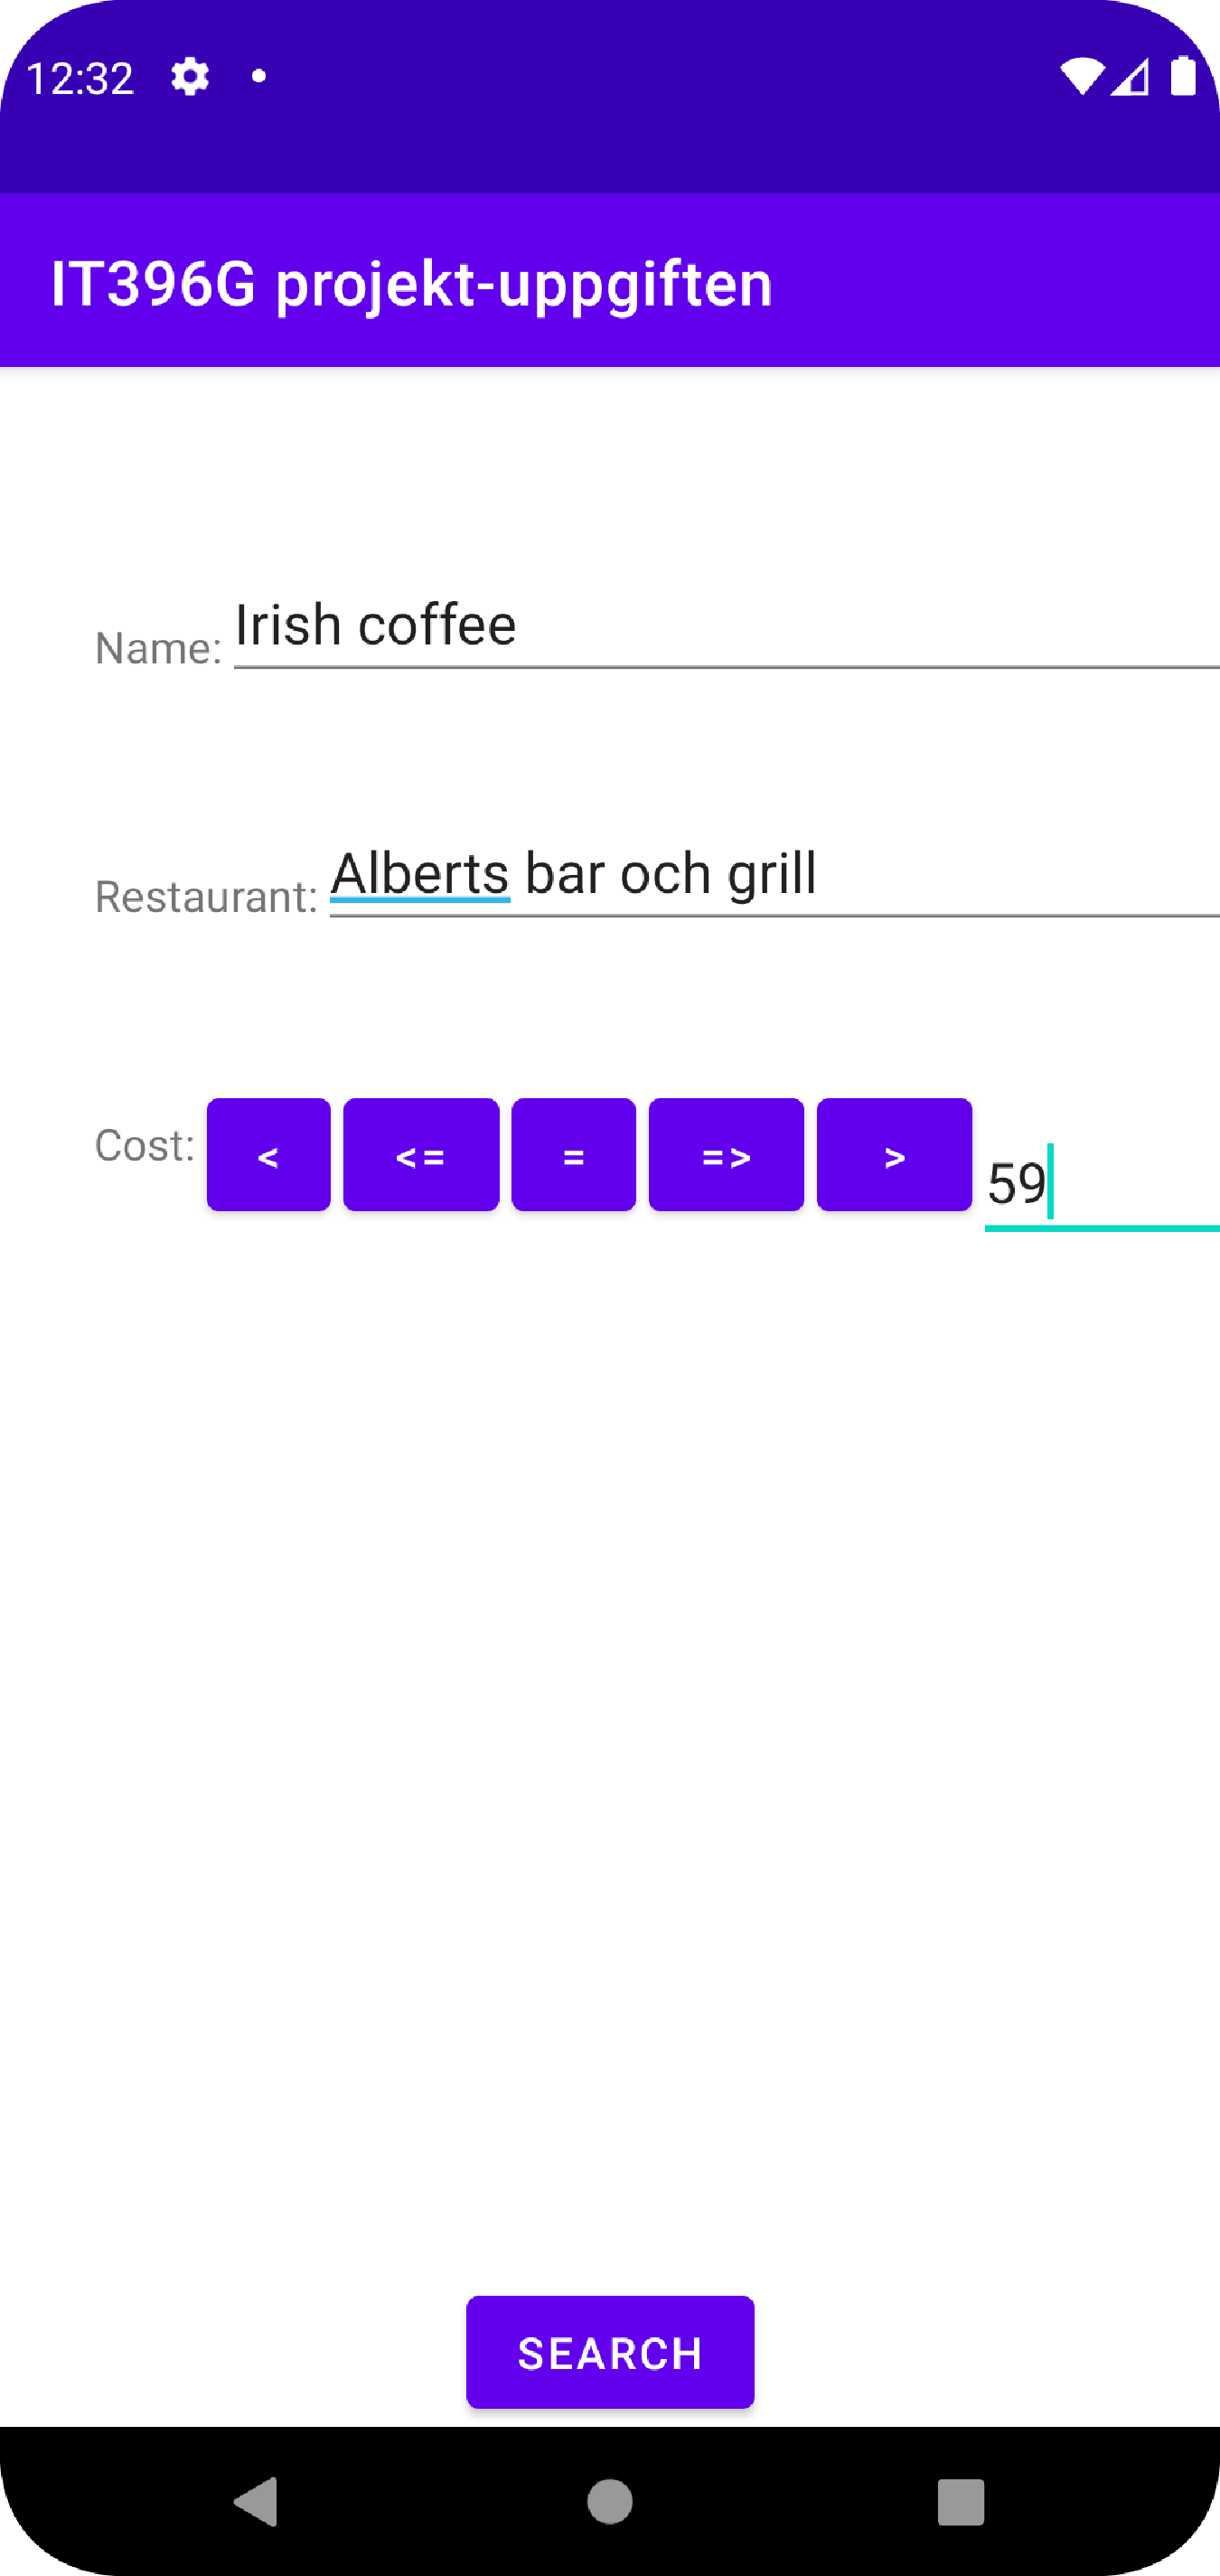 12:32
IT396G projekt-uppgiften
Name: Irish coffee
Restaurant: Alberts bar och grill
Cost: < <= = => > 59
SEARCH